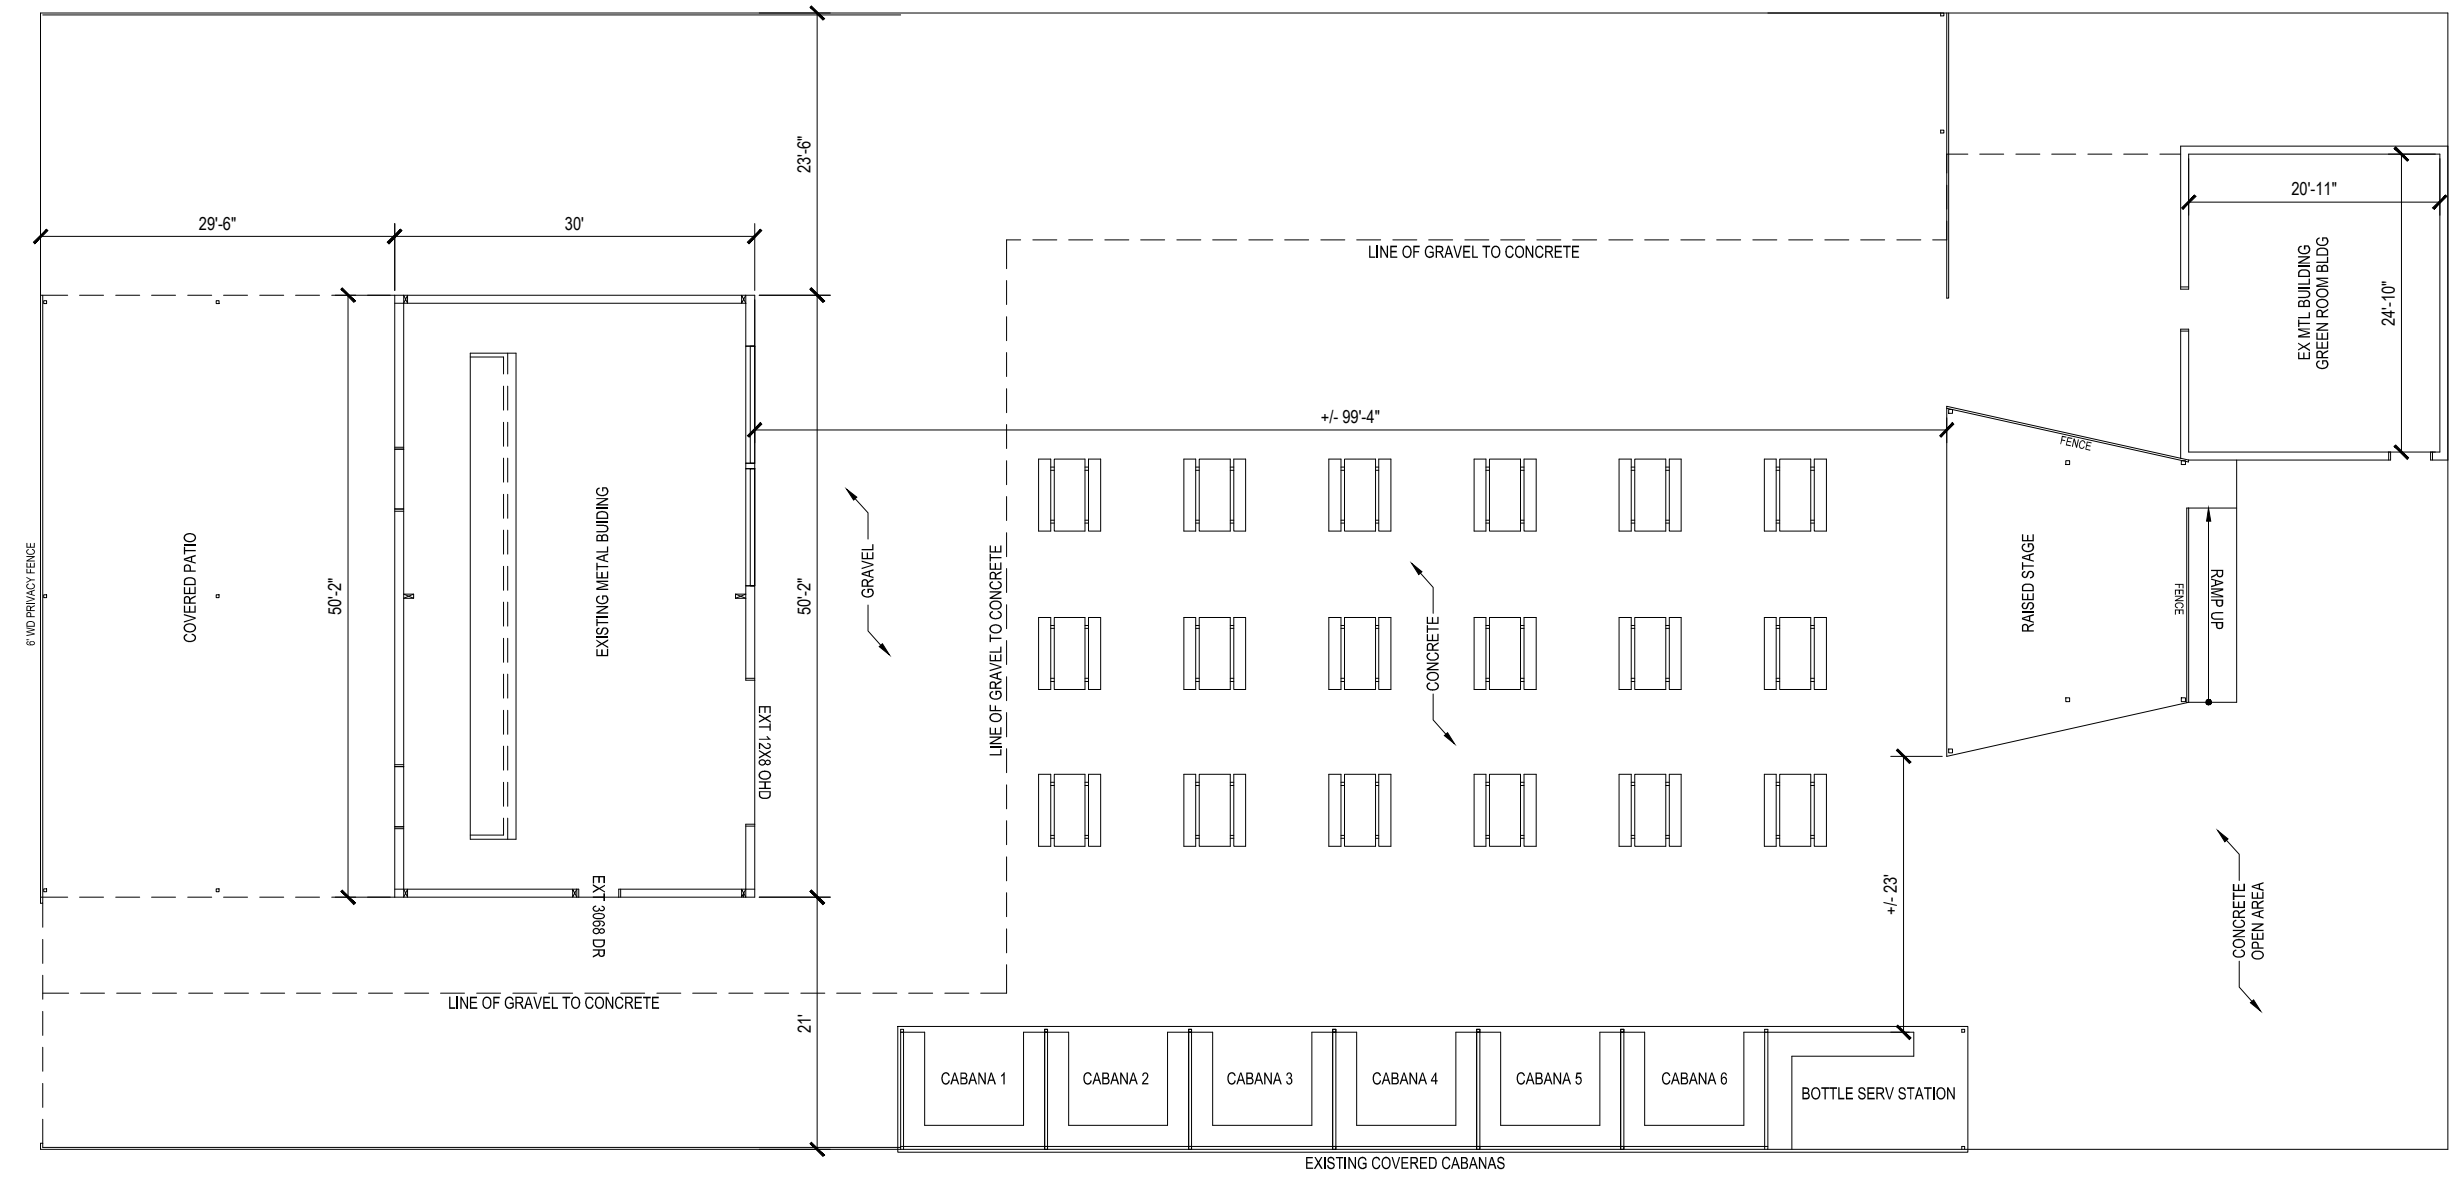 23'-6"
29'-6"
30'
20'-11"
LINE OF GRAVEL TO CONCRETE
EX MTL BUILDING
GREEN ROOM BLDG
24'-10"
+/- 99'-4"
FENCE
6' WD PRIVACY FENCE
COVERED PATIO
50'-2"
EXISTING METAL BUIDING
50'-2"
GRAVEL
LINE OF GRAVEL TO CONCRETE
CONCRETE
RAISED STAGE
FENCE
RAMP UP
EXT 12X8 OHD
EXT 3068 DR
+/- 23'
CONCRETE
OPEN AREA
LINE OF GRAVEL TO CONCRETE
21'
CABANA 1
CABANA 2
CABANA 3
CABANA 4
CABANA 5
CABANA 6
BOTTLE SERV STATION
EXISTING COVERED CABANAS